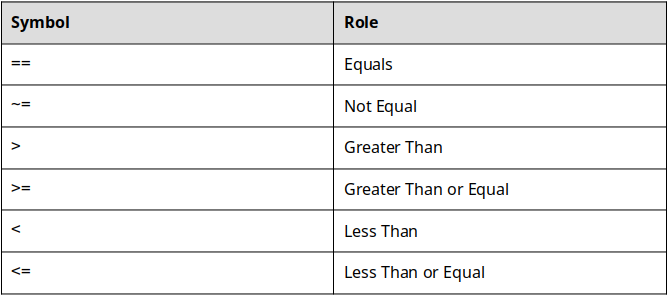 Symbol Role
== Equals
~= Not Equal
> Greater Than
>= Greater Than or Equal
< Less Than
<= Less Than or Equal